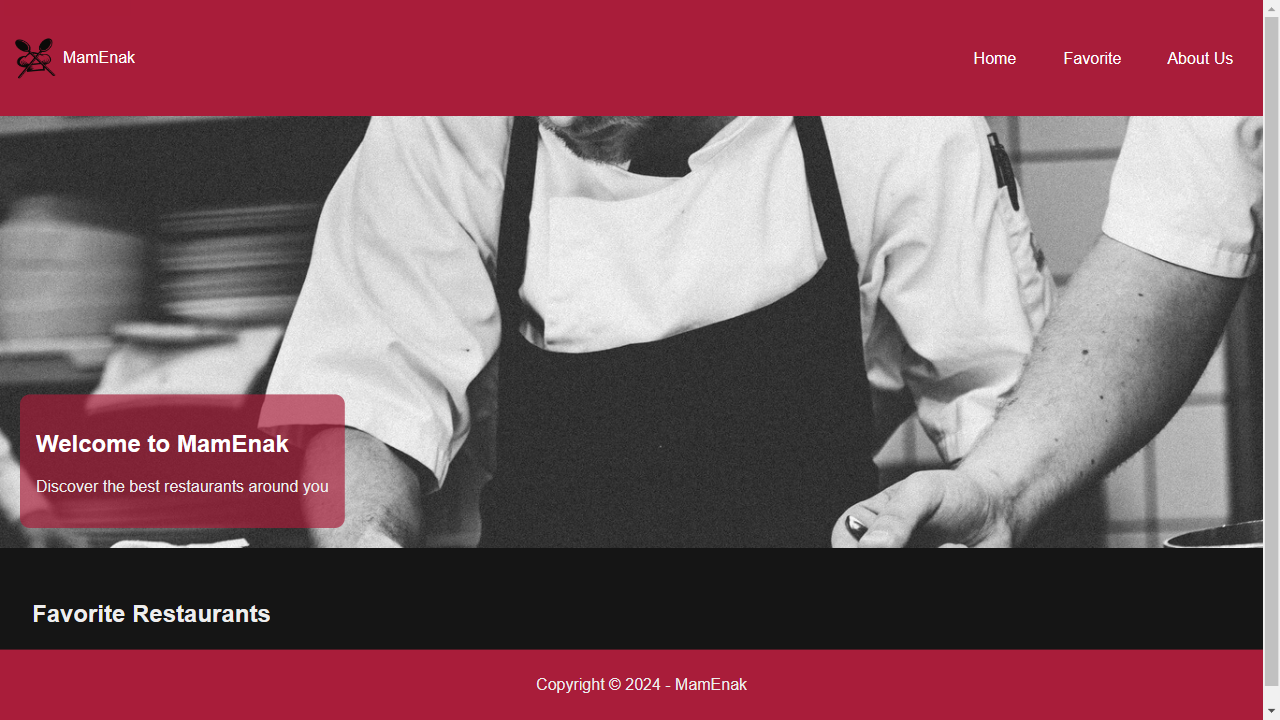 MamEnak
Home
Favorite
About Us
Welcome to MamEnak
Discover the best restaurants around you
Favorite Restaurants
Copyright © 2024 - MamEnak